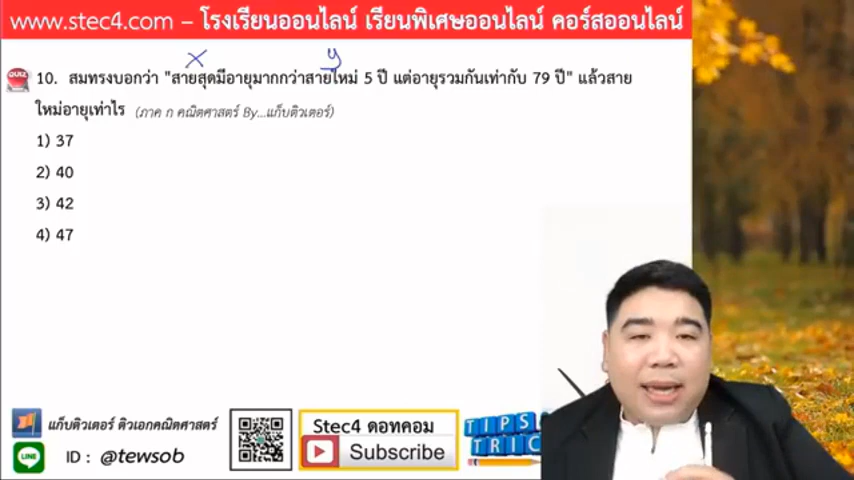 www.stec4.com – โรงเรียนออนไลน์ เรียนพิเศษออนไลน์ คอร์สออนไลน์
x y
QUIZ 10. สมทรงบอกว่า "สายสุดมีอายุมากกว่าสายใหม่ 5 ปี แต่อายุรวมกันเท่ากับ 79 ปี" แล้วสาย
ใหม่อายุเท่าไร (ภาค ก คณิตศาสตร์ By...แก็บติวเตอร์)
1) 37
2) 40
3) 42
4) 47
แก็บติวเตอร์ ติวเอกคณิตศาสตร์
Stec4 ดอทคอม
TIPS
TRIC
Subscribe
LINE ID : @tewsob